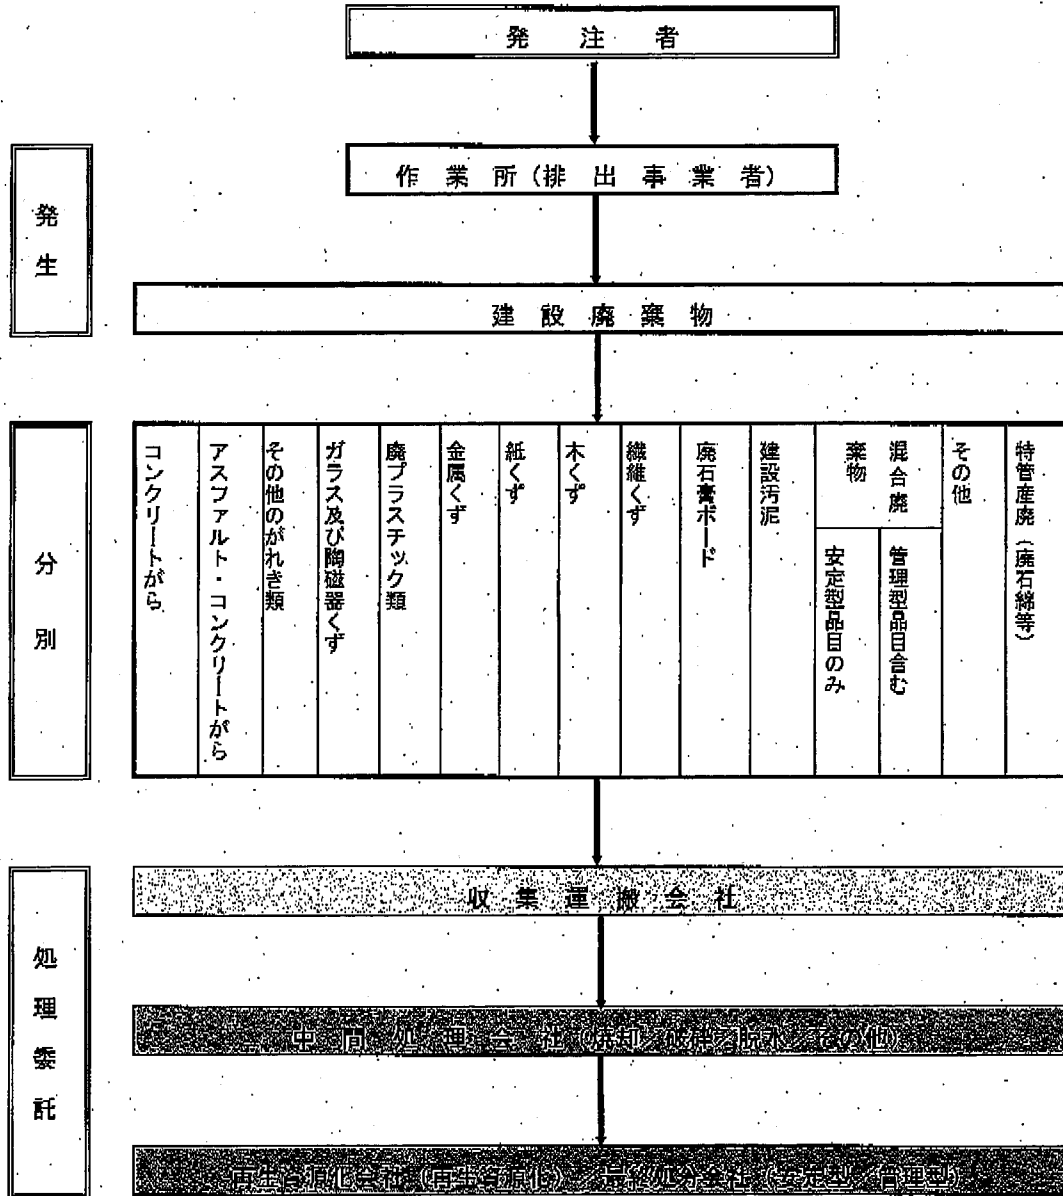 発注者
作業所(排出事業者)
発生
建設廃棄物
分別
コンクリートがら
アスファルト・コンクリートがら
その他のがれき類
ガラス及び陶磁器くず
廃プラスチック類
金属くず
紙くず
木くず
繊維くず
廃石膏ボード
建設汚泥
混合廃
棄物
安定型品目のみ
管理型品目含む
その他
特管産廃(廃石綿等)
処理委託
収集運搬会社
中間処理会社(焼却/破砕/脱水/その他)
再生資源化会社(再生資源化)/最終処分会社(安定型/管理型)